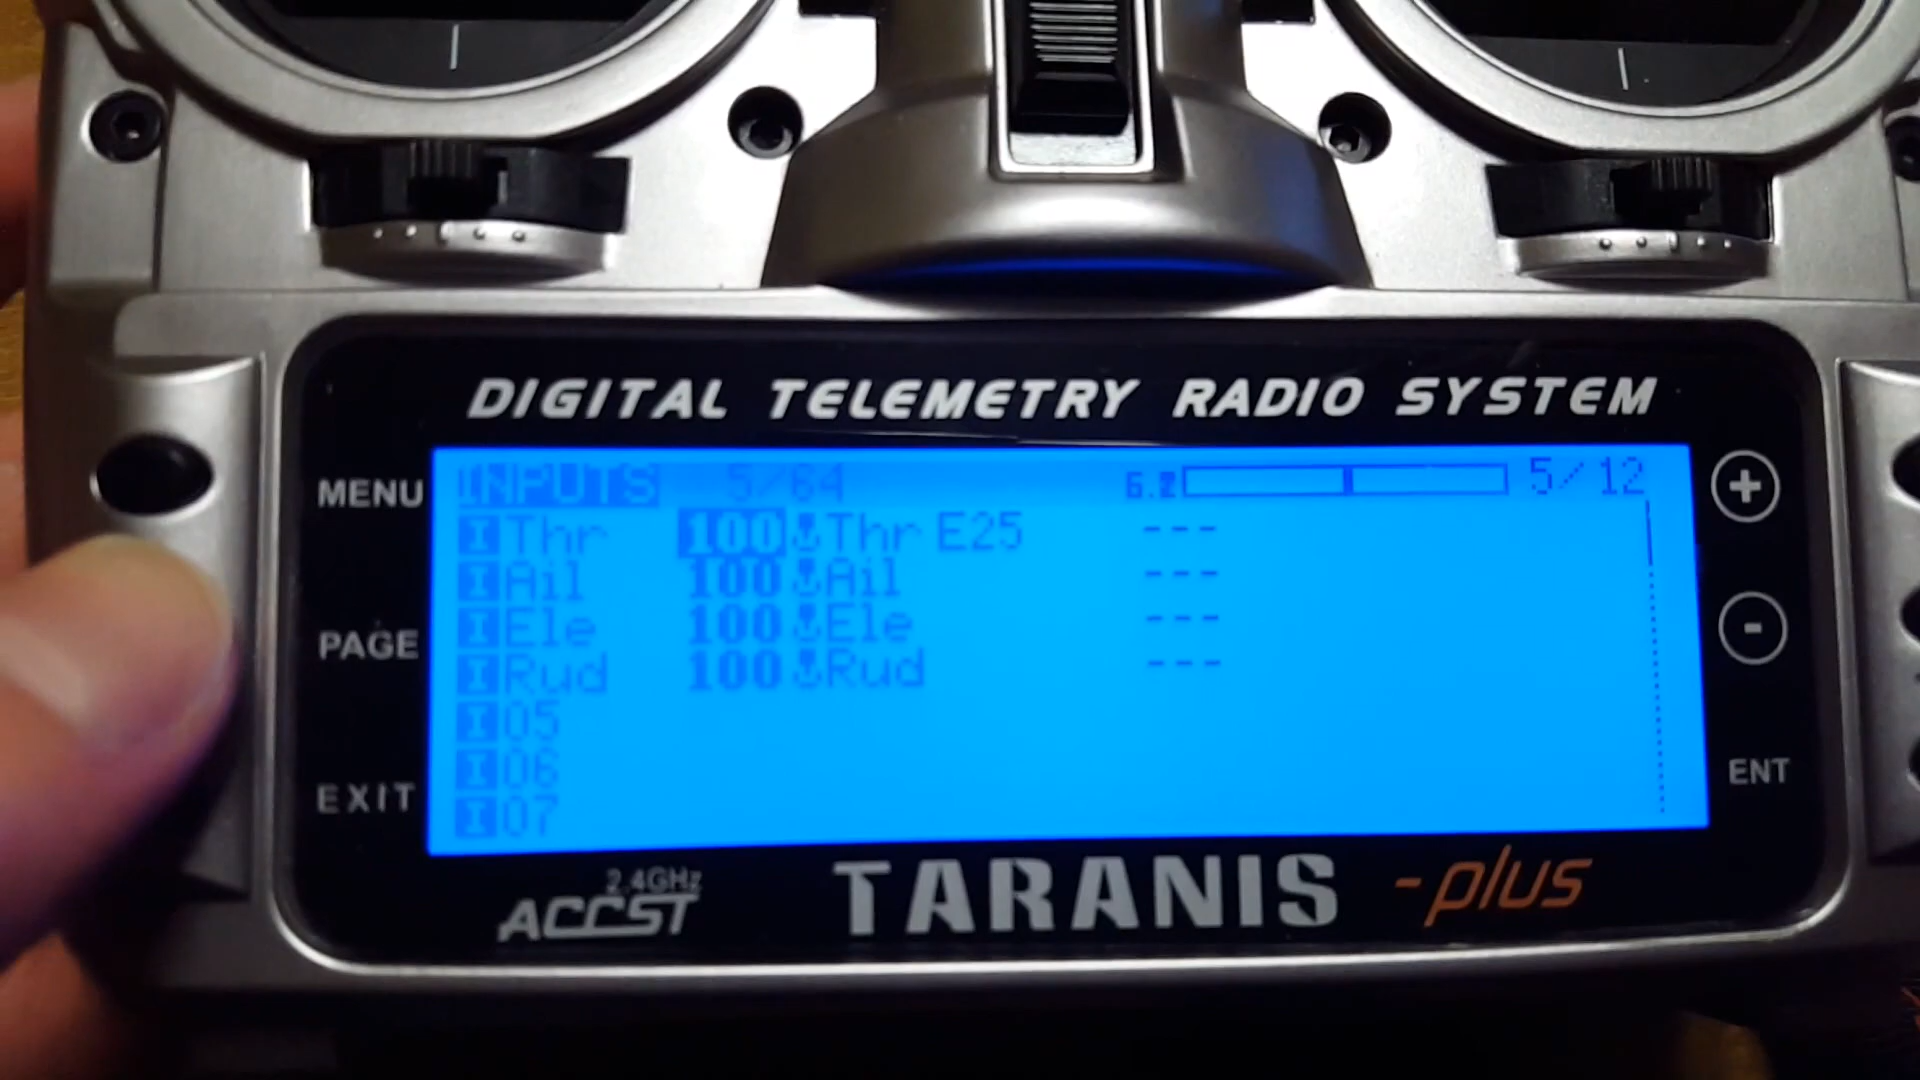 DIGITAL TELEMETRY RADIO SYSTEM
MENU
PAGE
EXIT
INPUTS 5/64 5/12
I Thr 100 Thr E25 ---
I Ail 100 Ail ---
I Ele 100 Ele ---
I Rud 100 Rud ---
I 05
I 06
I 07
+
-
ENT
2.4GHz
ACCST
TARANIS -plus